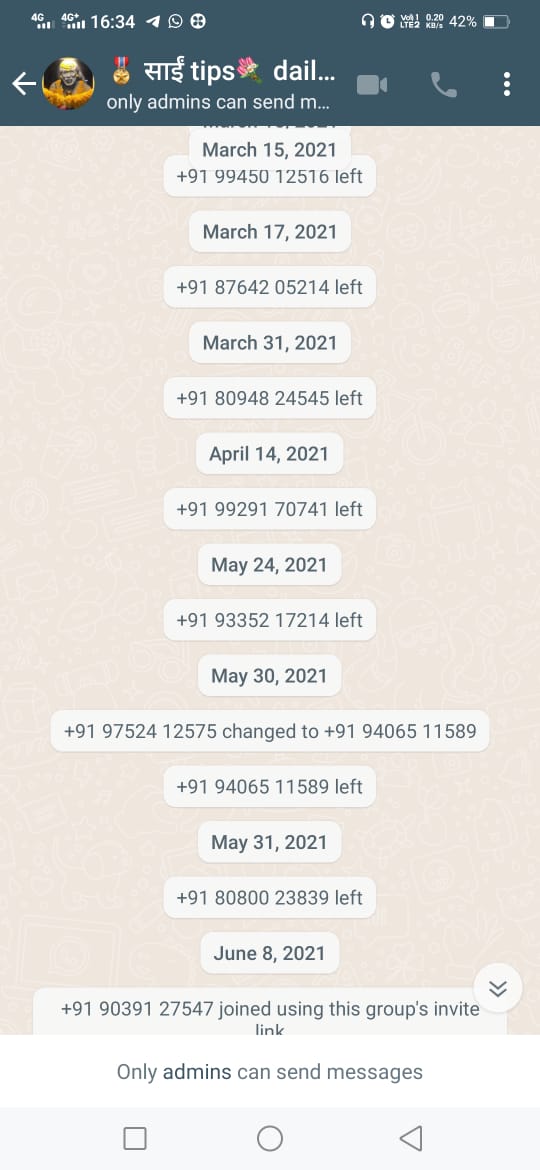 4G 4G+ 16:34 Vo)) LTE2 0.20 KB/s 42%
साईं tips dail...
only admins can send m...
March 15, 2021
+91 99450 12516 left
March 17, 2021
+91 87642 05214 left
March 31, 2021
+91 80948 24545 left
April 14, 2021
+91 99291 70741 left
May 24, 2021
+91 93352 17214 left
May 30, 2021
+91 97524 12575 changed to +91 94065 11589
+91 94065 11589 left
May 31, 2021
+91 80800 23839 left
June 8, 2021
+91 90391 27547 joined using this group's invite
link
Only admins can send messages